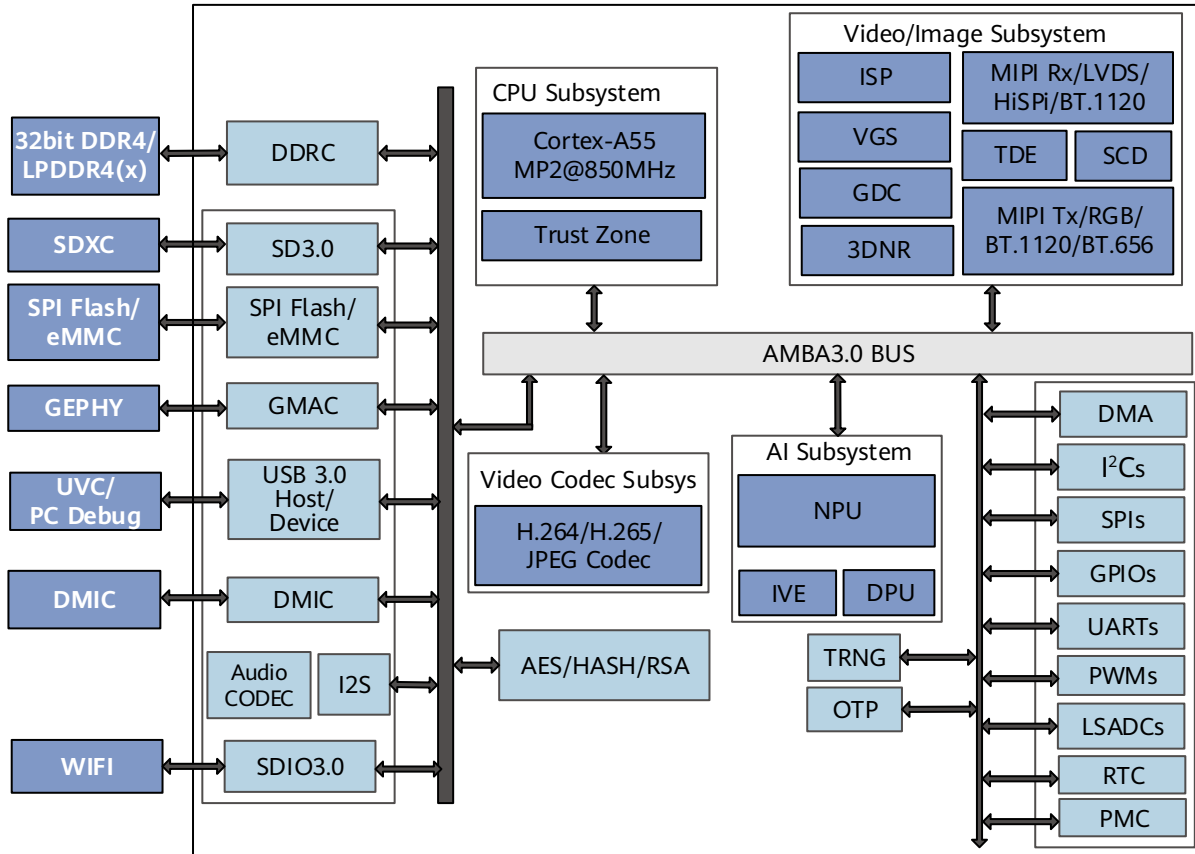 32bit DDR4/
LPDDR4(x)
SDXC
SPI Flash/
eMMC
GEPHY
UVC/
PC Debug
DMIC
WIFI
DDRC
SD3.0
SPI Flash/
eMMC
GMAC
USB 3.0
Host/
Device
DMIC
Audio
CODEC
I2S
SDIO3.0
CPU Subsystem
Cortex-A55
MP2@850MHz
Trust Zone
Video/Image Subsystem
ISP
VGS
GDC
3DNR
MIPI Rx/LVDS/
HiSPi/BT.1120
TDE
SCD
MIPI Tx/RGB/
BT.1120/BT.656
AMBA3.0 BUS
Video Codec Subsys
H.264/H.265/
JPEG Codec
AES/HASH/RSA
AI Subsystem
NPU
IVE
DPU
TRNG
OTP
DMA
I²Cs
SPIs
GPIOs
UARTs
PWMs
LSADCs
RTC
PMC